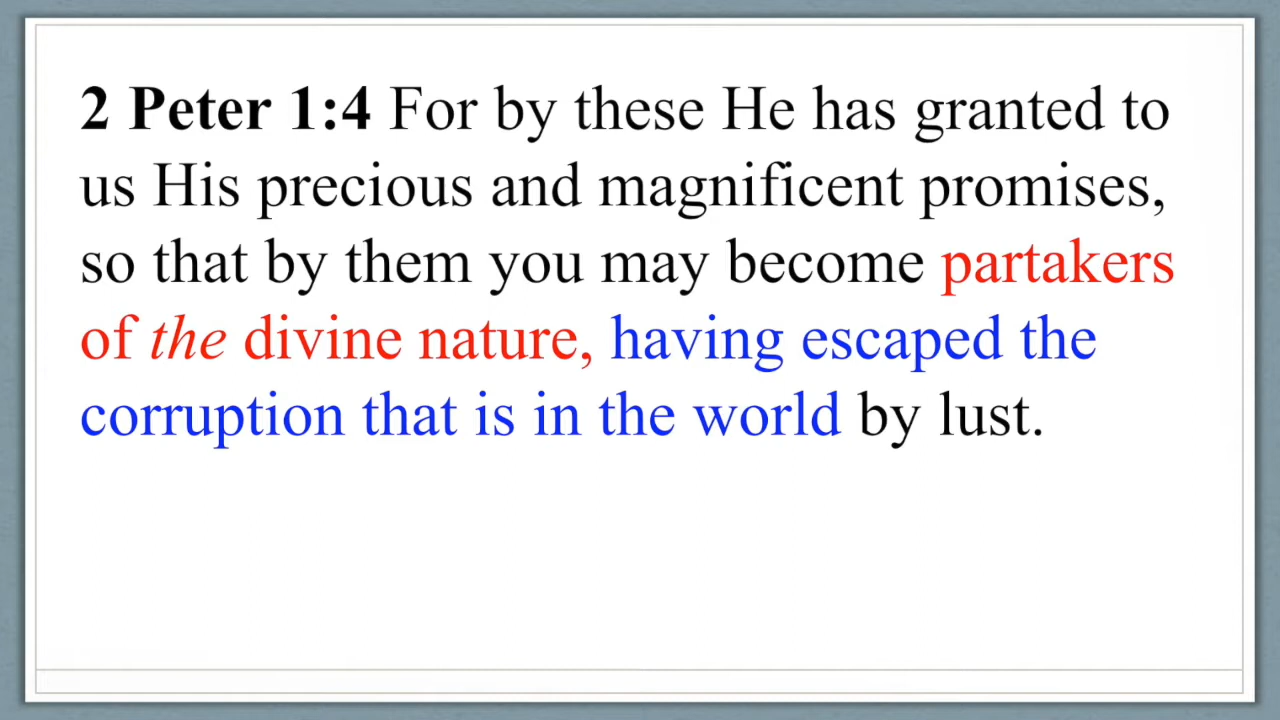 2 Peter 1:4 For by these He has granted to
us His precious and magnificent promises,
so that by them you may become partakers
of the divine nature, having escaped the
corruption that is in the world by lust.